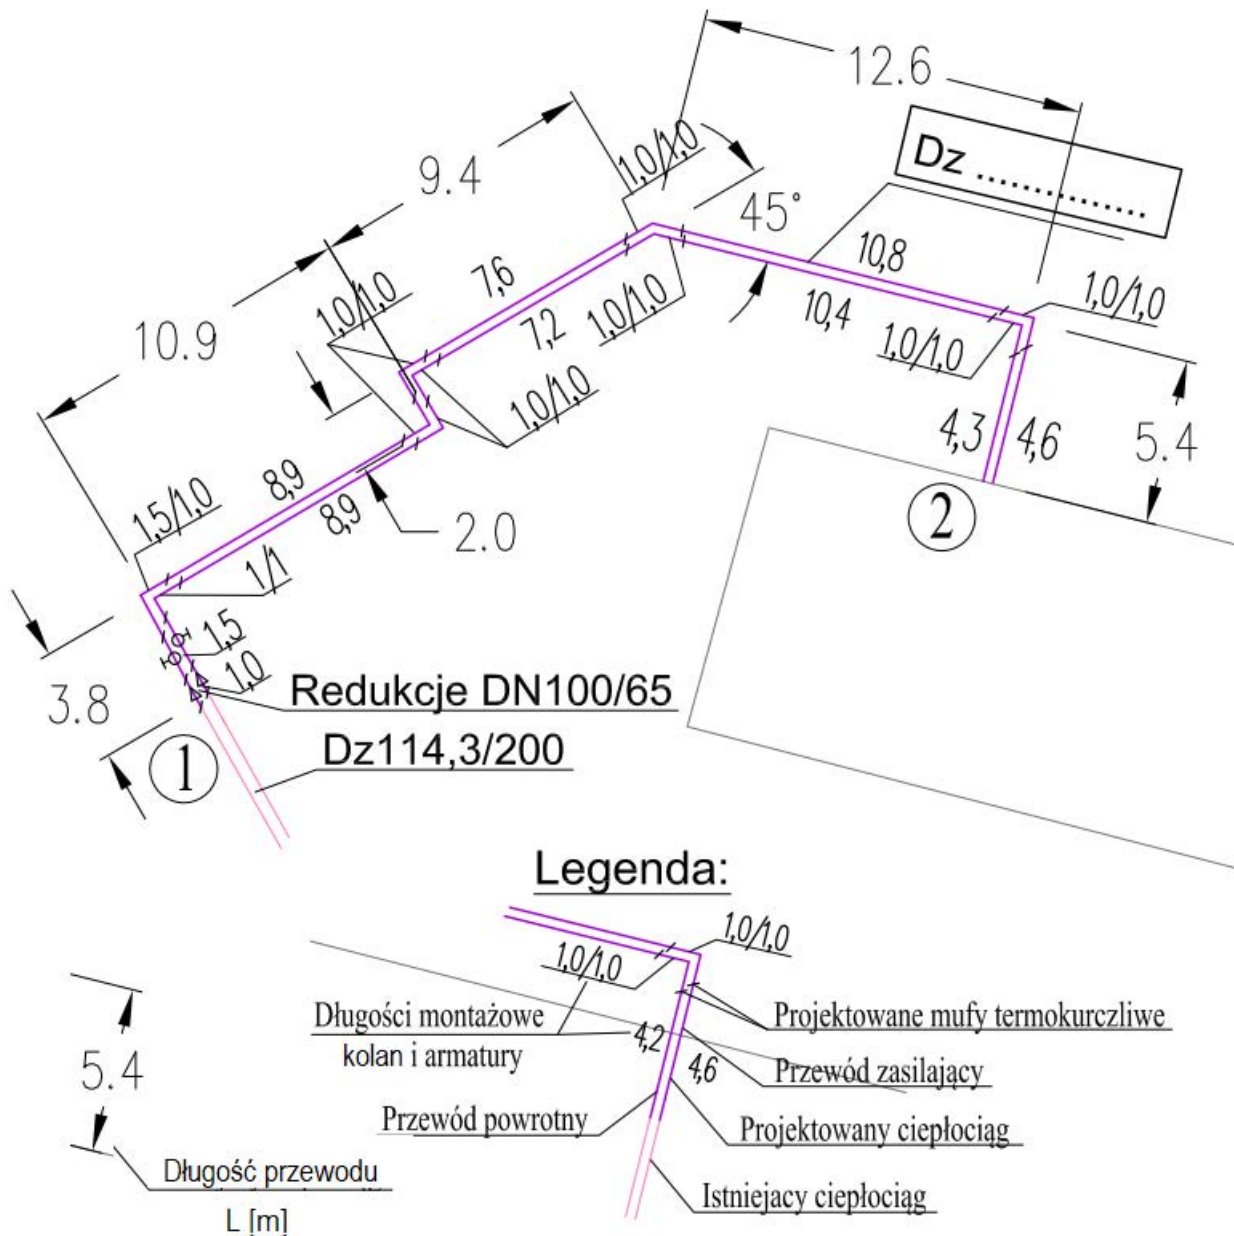 12.6
Dz ...............
9.4
1,0/1,0
45°
10,8
10,4
1,0/1,0
1,0/1,0
7,6
7,2
1,0/1,0
1,0/1,0
10.9
1,0/1,0
4,3
4,6
5.4
8,9
8,9
1,5/1,0
2.0
2
1/1
1,5
1,0
3.8
Redukcje DN100/65
Dz114,3/200
1
Legenda:
1,0/1,0
1,0/1,0
Długości montażowe
kolan i armatury
4,2
4,6
Projektowane mufy termokurczliwe
Przewód zasilający
Przewód powrotny
Projektowany ciepłociąg
Istniejacy ciepłociąg
5.4
Długość przewodu
L [m]